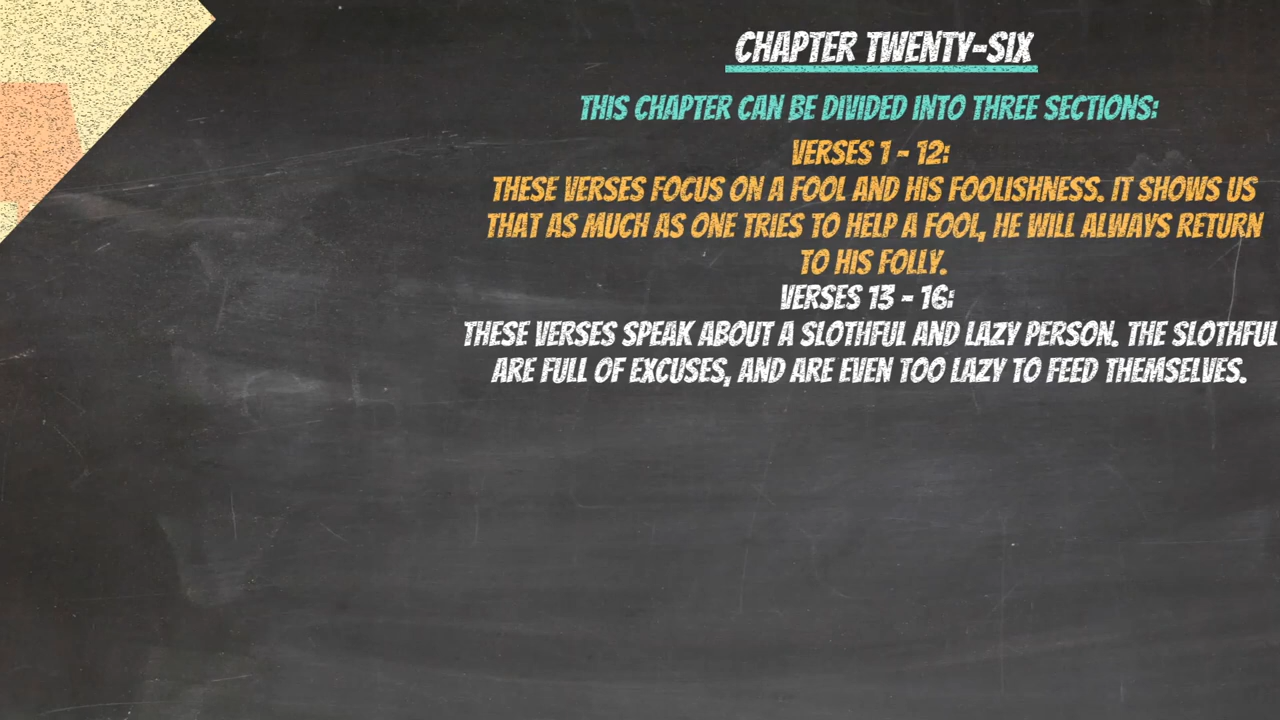 CHAPTER TWENTY-SIX
THIS CHAPTER CAN BE DIVIDED INTO THREE SECTIONS:
VERSES 1 - 12:
THESE VERSES FOCUS ON A FOOL AND HIS FOOLISHNESS. IT SHOWS US
THAT AS MUCH AS ONE TRIES TO HELP A FOOL, HE WILL ALWAYS RETURN
TO HIS FOLLY.
VERSES 13 - 16:
THESE VERSES SPEAK ABOUT A SLOTHFUL AND LAZY PERSON. THE SLOTHFUL
ARE FULL OF EXCUSES, AND ARE EVEN TOO LAZY TO FEED THEMSELVES.